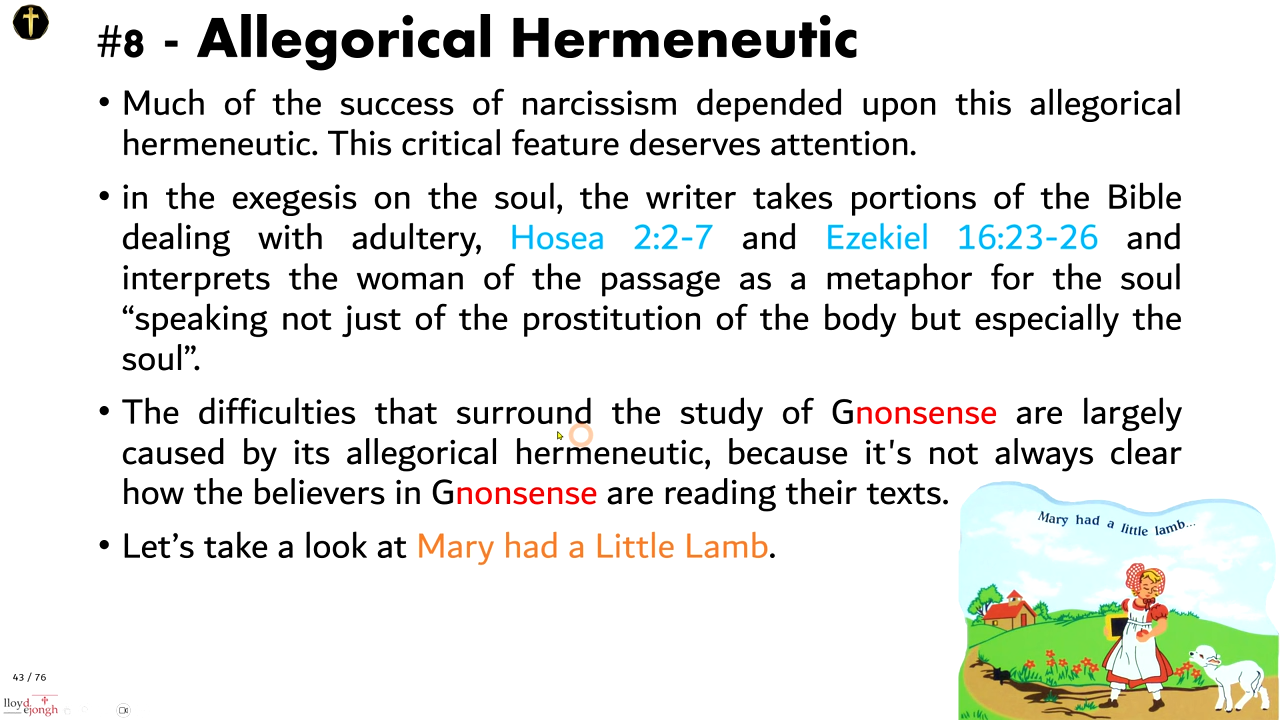 #8 - Allegorical Hermeneutic
• Much of the success of narcissism depended upon this allegorical
hermeneutic. This critical feature deserves attention.
• in the exegesis on the soul, the writer takes portions of the Bible
dealing with adultery, Hosea 2:2-7 and Ezekiel 16:23-26 and
interprets the woman of the passage as a metaphor for the soul
“speaking not just of the prostitution of the body but especially the
soul”.
• The difficulties that surround the study of Gnonsense are largely
caused by its allegorical hermeneutic, because it's not always clear
how the believers in Gnonsense are reading their texts.
• Let’s take a look at Mary had a Little Lamb.
Mary had a little lamb...
43 / 76
lloyd
dejongh